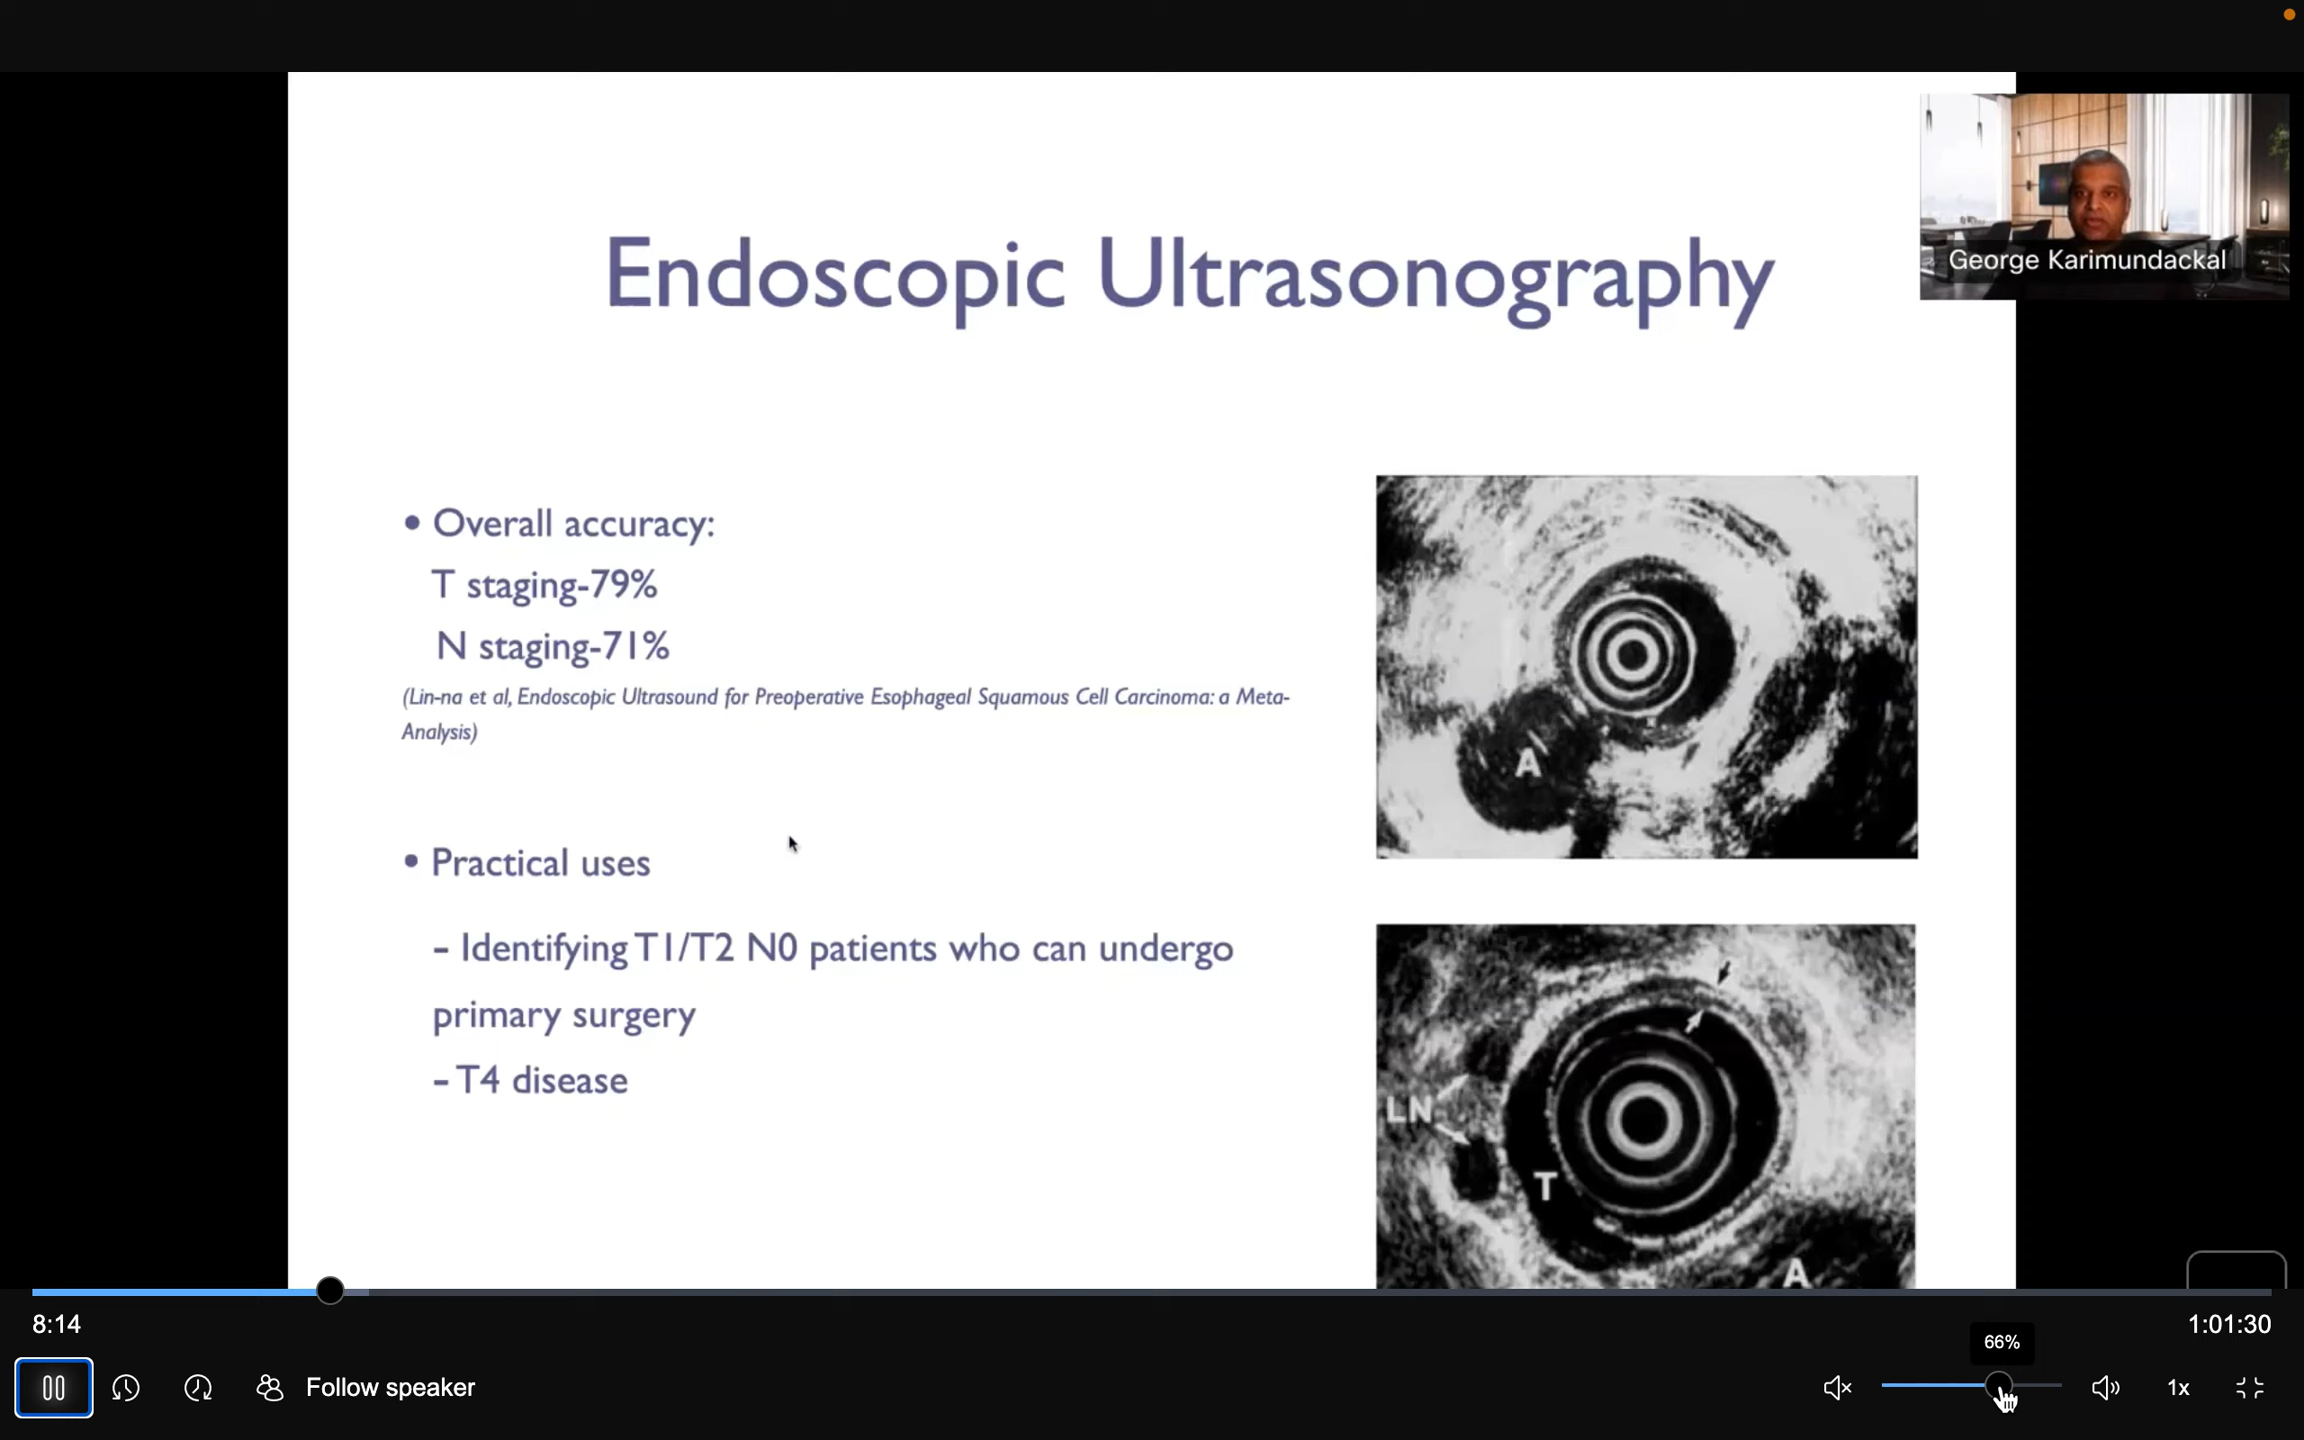 Endoscopic Ultrasonography
George Karimundackal
• Overall accuracy:
T staging-79%
N staging-71%
(Lin-na et al, Endoscopic Ultrasound for Preoperative Esophageal Squamous Cell Carcinoma: a Meta-
Analysis)
• Practical uses
- Identifying T1/T2 N0 patients who can undergo
primary surgery
- T4 disease
A
LN
T
A
8:14
1:01:30
66%
Follow speaker
1x